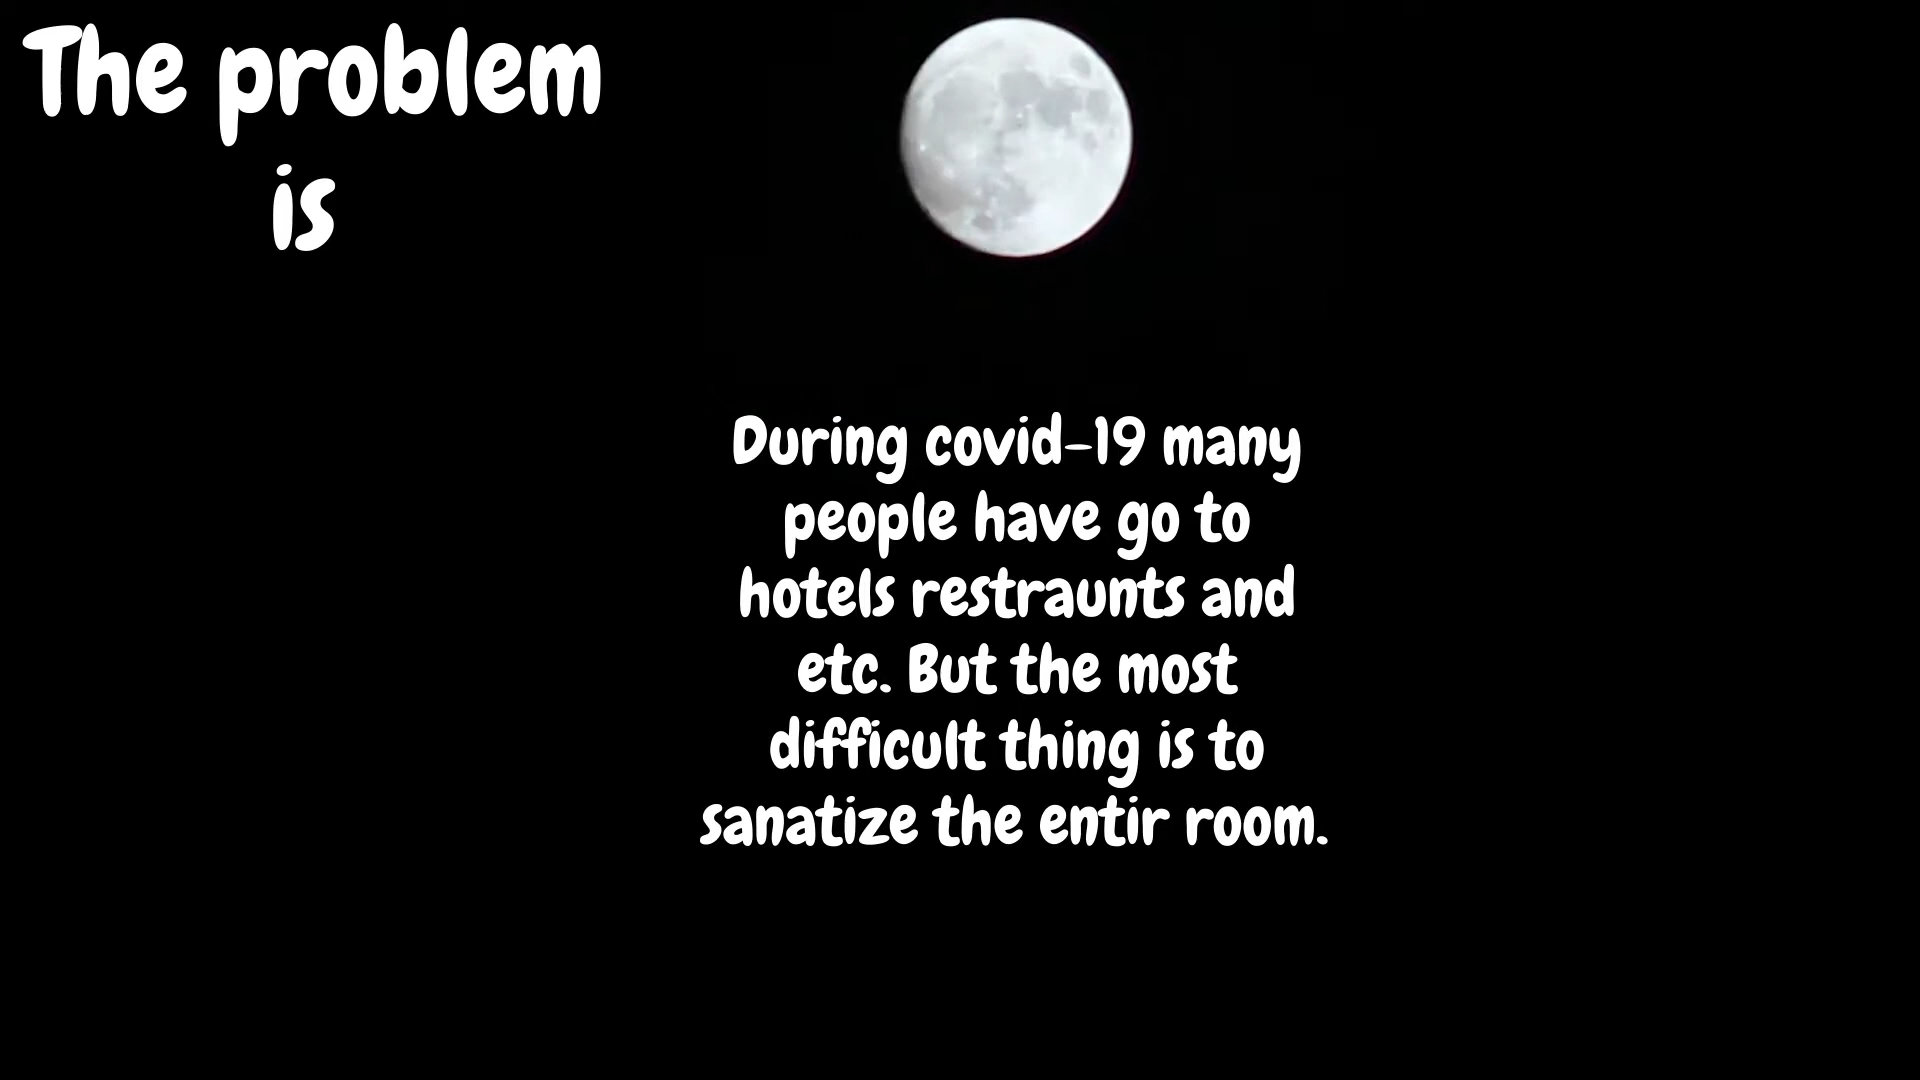 The problem
is
During covid-19 many
people have go to
hotels restraunts and
etc. But the most
difficult thing is to
sanatize the entir room.